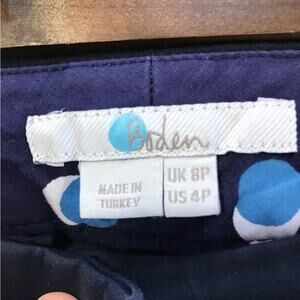 Boden
MADE IN
TURKEY
UK 8P
US 4P